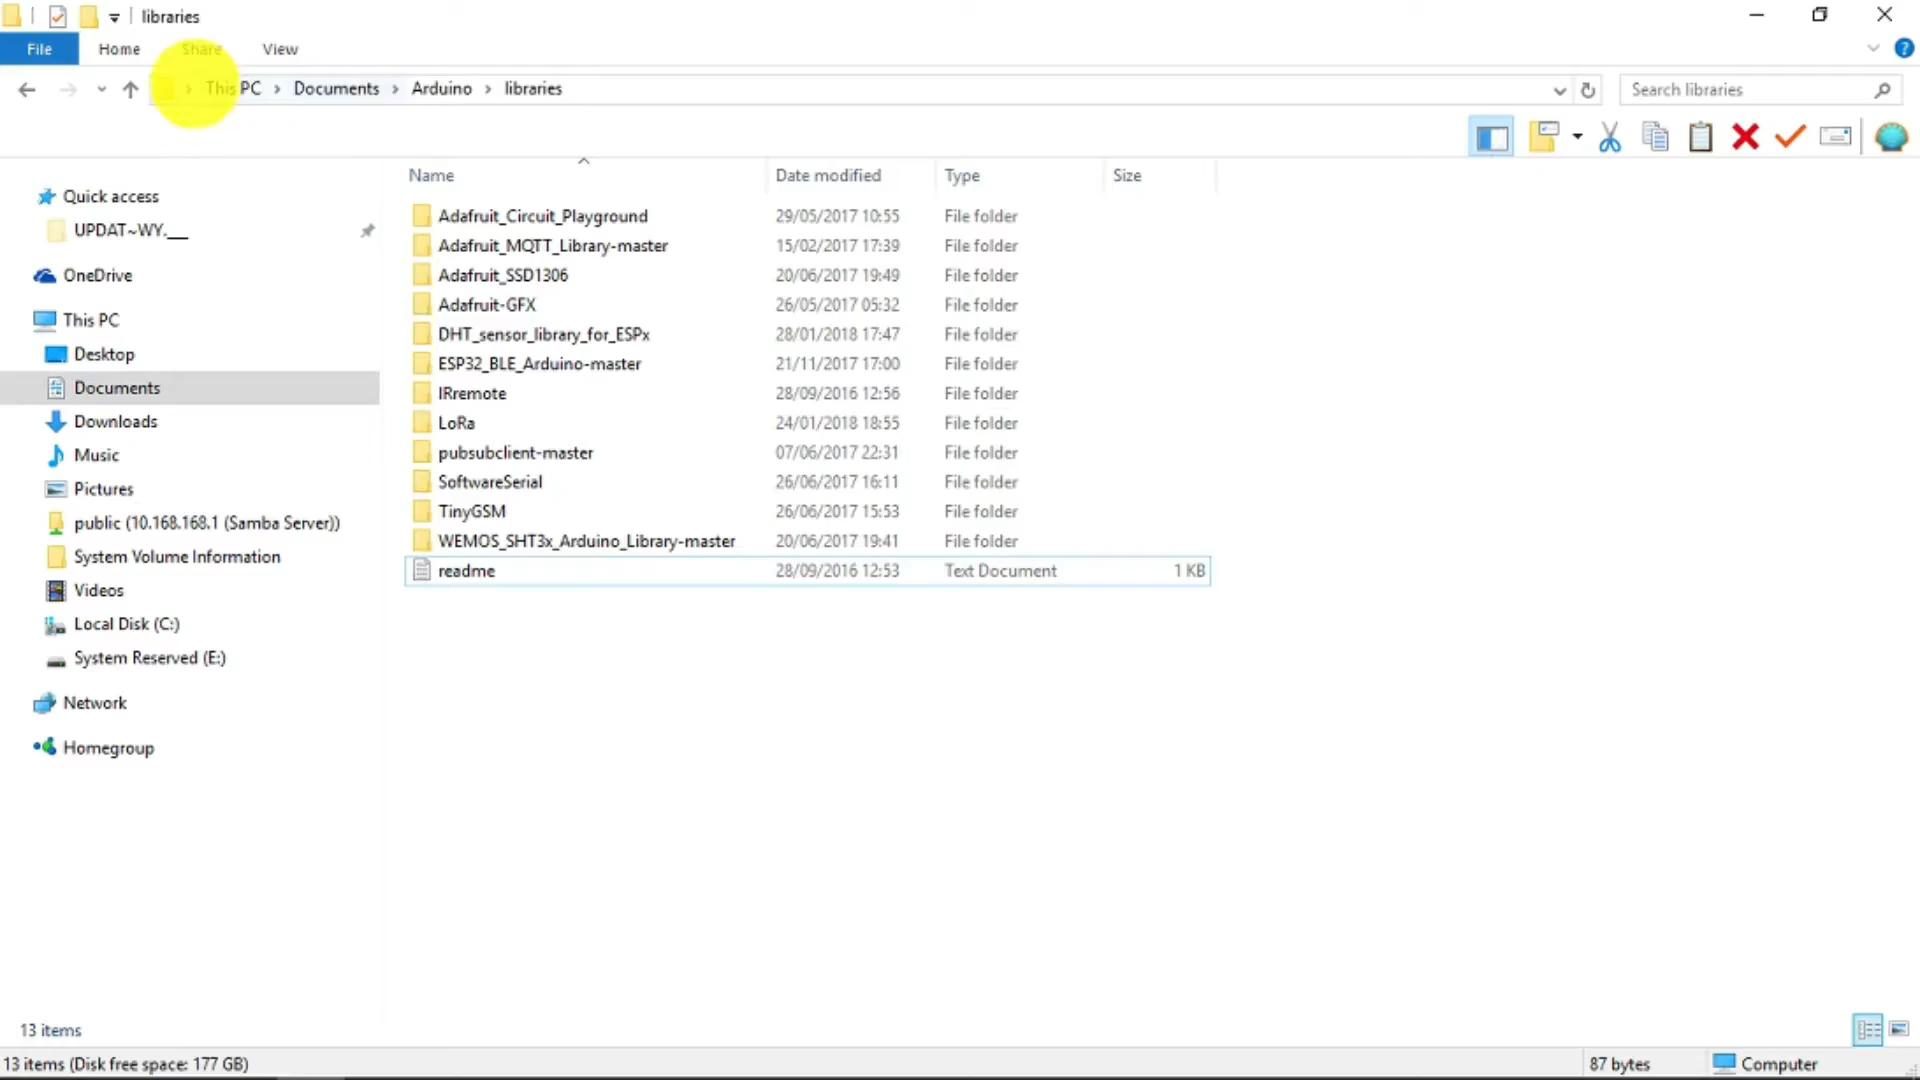 libraries
File Home Share View
This PC Documents Arduino libraries Search libraries
Name Date modified Type Size
Quick access
UPDAT~WY.__
OneDrive
This PC
Desktop
Documents
Downloads
Music
Pictures
public (10.168.168.1 (Samba Server))
System Volume Information
Videos
Local Disk (C:)
System Reserved (E:)
Network
Homegroup
Adafruit_Circuit_Playground 29/05/2017 10:55 File folder
Adafruit_MQTT_Library-master 15/02/2017 17:39 File folder
Adafruit_SSD1306 20/06/2017 19:49 File folder
Adafruit-GFX 26/05/2017 05:32 File folder
DHT_sensor_library_for_ESPx 28/01/2018 17:47 File folder
ESP32_BLE_Arduino-master 21/11/2017 17:00 File folder
IRremote 28/09/2016 12:56 File folder
LoRa 24/01/2018 18:55 File folder
pubsubclient-master 07/06/2017 22:31 File folder
SoftwareSerial 26/06/2017 16:11 File folder
TinyGSM 26/06/2017 15:53 File folder
WEMOS_SHT3x_Arduino_Library-master 20/06/2017 19:41 File folder
readme 28/09/2016 12:53 Text Document 1 KB
13 items
13 items (Disk free space: 177 GB) 87 bytes Computer